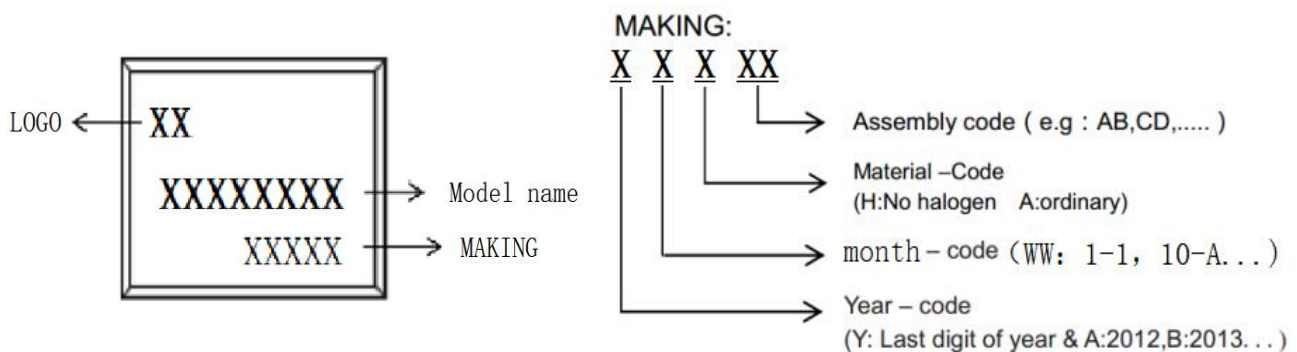 LOGO
XX
XXXXXXXX
Model name
XXXXX
MAKING
MAKING:
X X X XX
Assembly code ( e.g : AB,CD,..... )
Material –Code
(H:No halogen A:ordinary)
month – code (WW: 1-1, 10-A...)
Year – code
(Y: Last digit of year & A:2012,B:2013...)